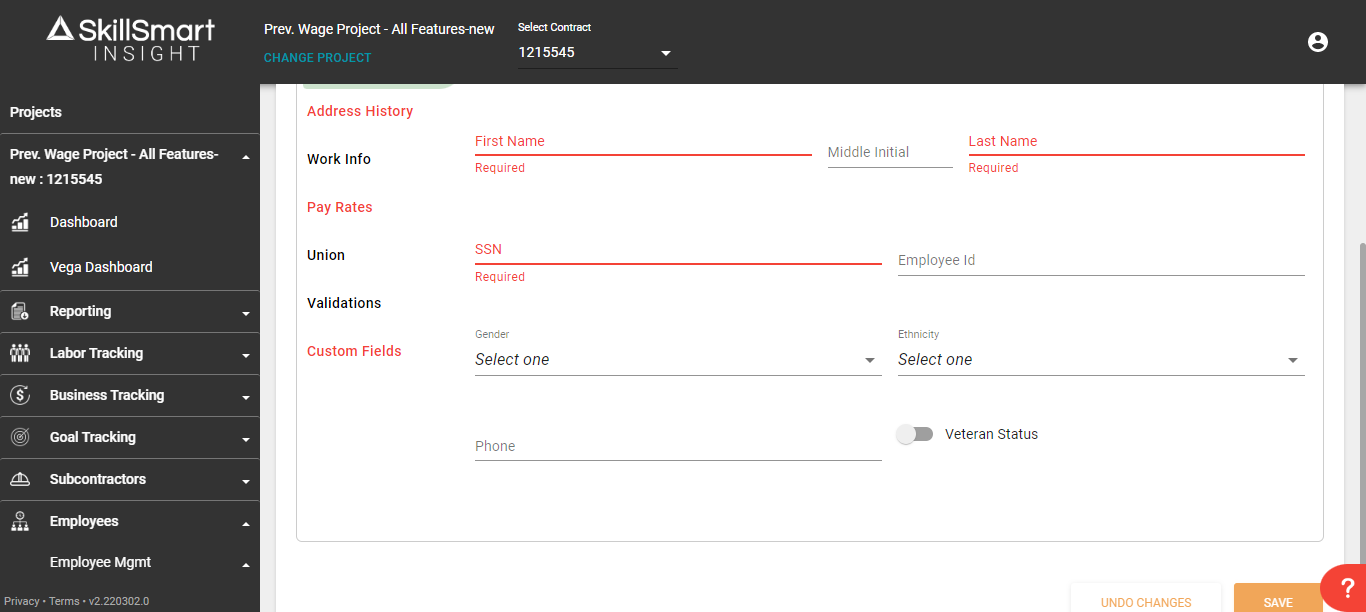 SkillSmart
INSIGHT
Prev. Wage Project - All Features-new
CHANGE PROJECT
Select Contract
1215545
Projects
Prev. Wage Project - All Features-
new : 1215545
Dashboard
Vega Dashboard
Reporting
Labor Tracking
Business Tracking
Goal Tracking
Subcontractors
Employees
Employee Mgmt
Privacy • Terms • v2.220302.0
Address History
Work Info
Pay Rates
Union
Validations
Custom Fields
First Name
Required
Middle Initial
Last Name
Required
SSN
Required
Employee Id
Gender
Select one
Ethnicity
Select one
Phone
Veteran Status
UNDO CHANGES
SAVE
?